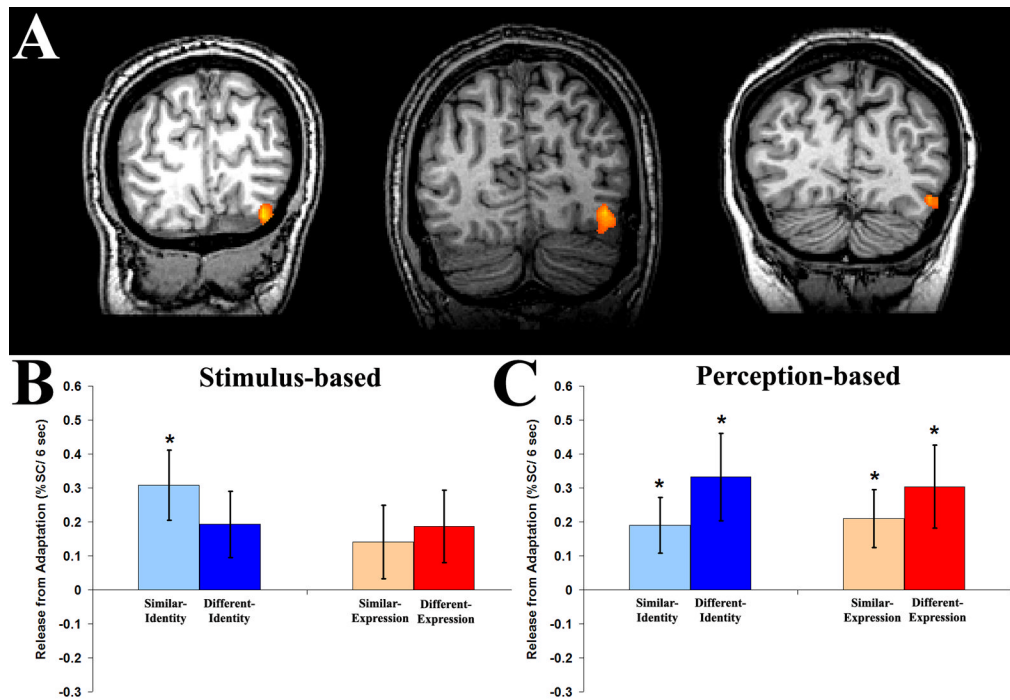 A
B
Stimulus-based
Release from Adaptation (%SC/ 6 sec)
0.6
0.5
0.4
0.3
0.2
0.1
0
-0.1
-0.2
-0.3
*
Similar-
Identity
Different-
Identity
Similar-
Expression
Different-
Expression
C
Perception-based
Release from Adaptation (%SC/ 6 sec)
0.6
0.5
0.4
0.3
0.2
0.1
0
-0.1
-0.2
-0.3
*
*
*
*
Similar-
Identity
Different-
Identity
Similar-
Expression
Different-
Expression